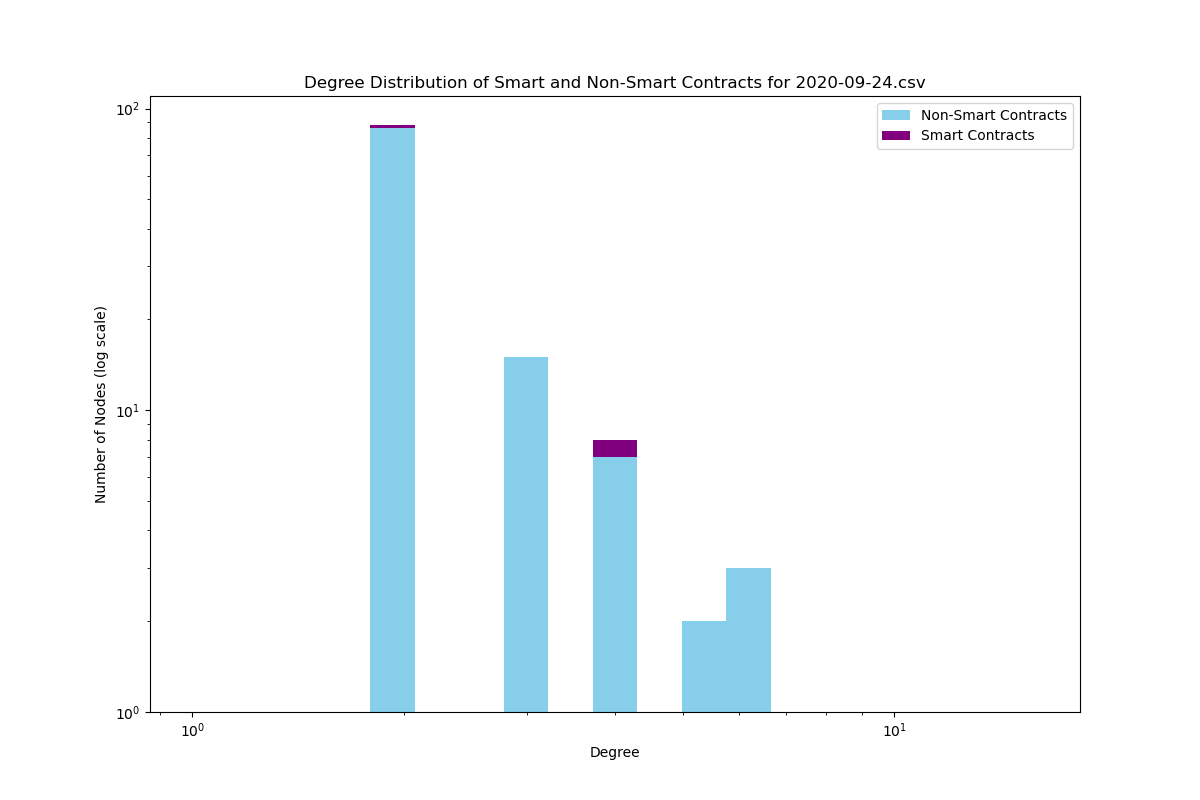 Degree Distribution of Smart and Non-Smart Contracts for 2020-09-24.csv
Non-Smart Contracts
Smart Contracts
Number of Nodes (log scale)
10²
10¹
10⁰
10⁰ 10¹
Degree